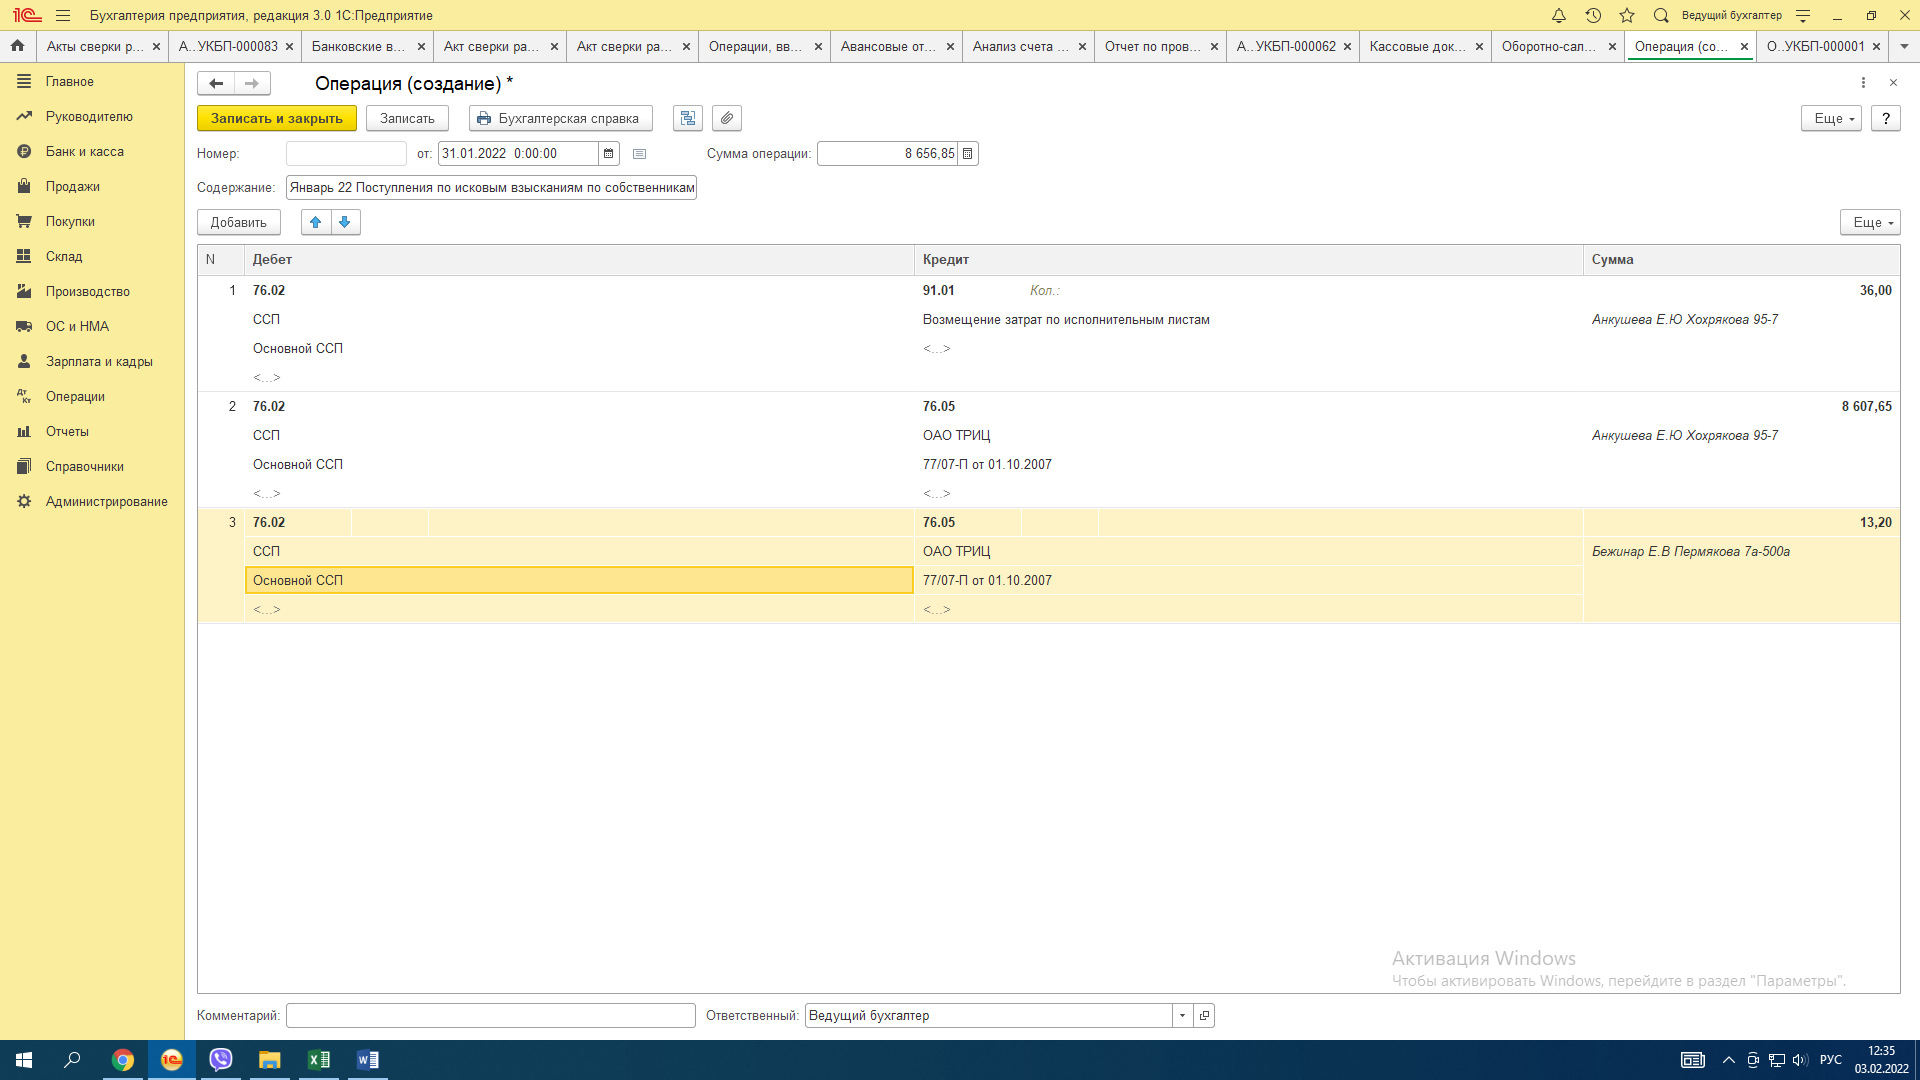 Бухгалтерия предприятия, редакция 3.0 1С:Предприятие
Ведущий бухгалтер
Акты сверки р...
А...УКБП-000083
Банковские в...
Акт сверки ра...
Акт сверки ра...
Операции, вв...
Авансовые от...
Анализ счета ...
Отчет по пров...
А...УКБП-000062
Кассовые док...
Оборотно-сал...
Операция (со...
О...УКБП-000001
Главное
Руководителю
Банк и касса
Продажи
Покупки
Склад
Производство
ОС и НМА
Зарплата и кадры
Операции
Отчеты
Справочники
Администрирование
Операция (создание) *
Записать и закрыть
Записать
Бухгалтерская справка
Еще
?
Номер:
от: 31.01.2022 0:00:00
Сумма операции: 8 656,85
Содержание: Январь 22 Поступления по исковым взысканиям по собственникам
Добавить
Еще
N Дебет Кредит Сумма
1 76.02 91.01 Кол.: 36,00
ССП Возмещение затрат по исполнительным листам Анкушева Е.Ю Хохрякова 95-7
Основной ССП <...>
<...>
2 76.02 76.05 8 607,65
ССП ОАО ТРИЦ Анкушева Е.Ю Хохрякова 95-7
Основной ССП 77/07-П от 01.10.2007
<...> <...>
3 76.02 76.05 13,20
ССП ОАО ТРИЦ Бежинар Е.В Пермякова 7а-500а
Основной ССП 77/07-П от 01.10.2007
<...> <...>
Активация Windows
Чтобы активировать Windows, перейдите в раздел "Параметры".
Комментарий:
Ответственный: Ведущий бухгалтер
РУС
12:35
03.02.2022